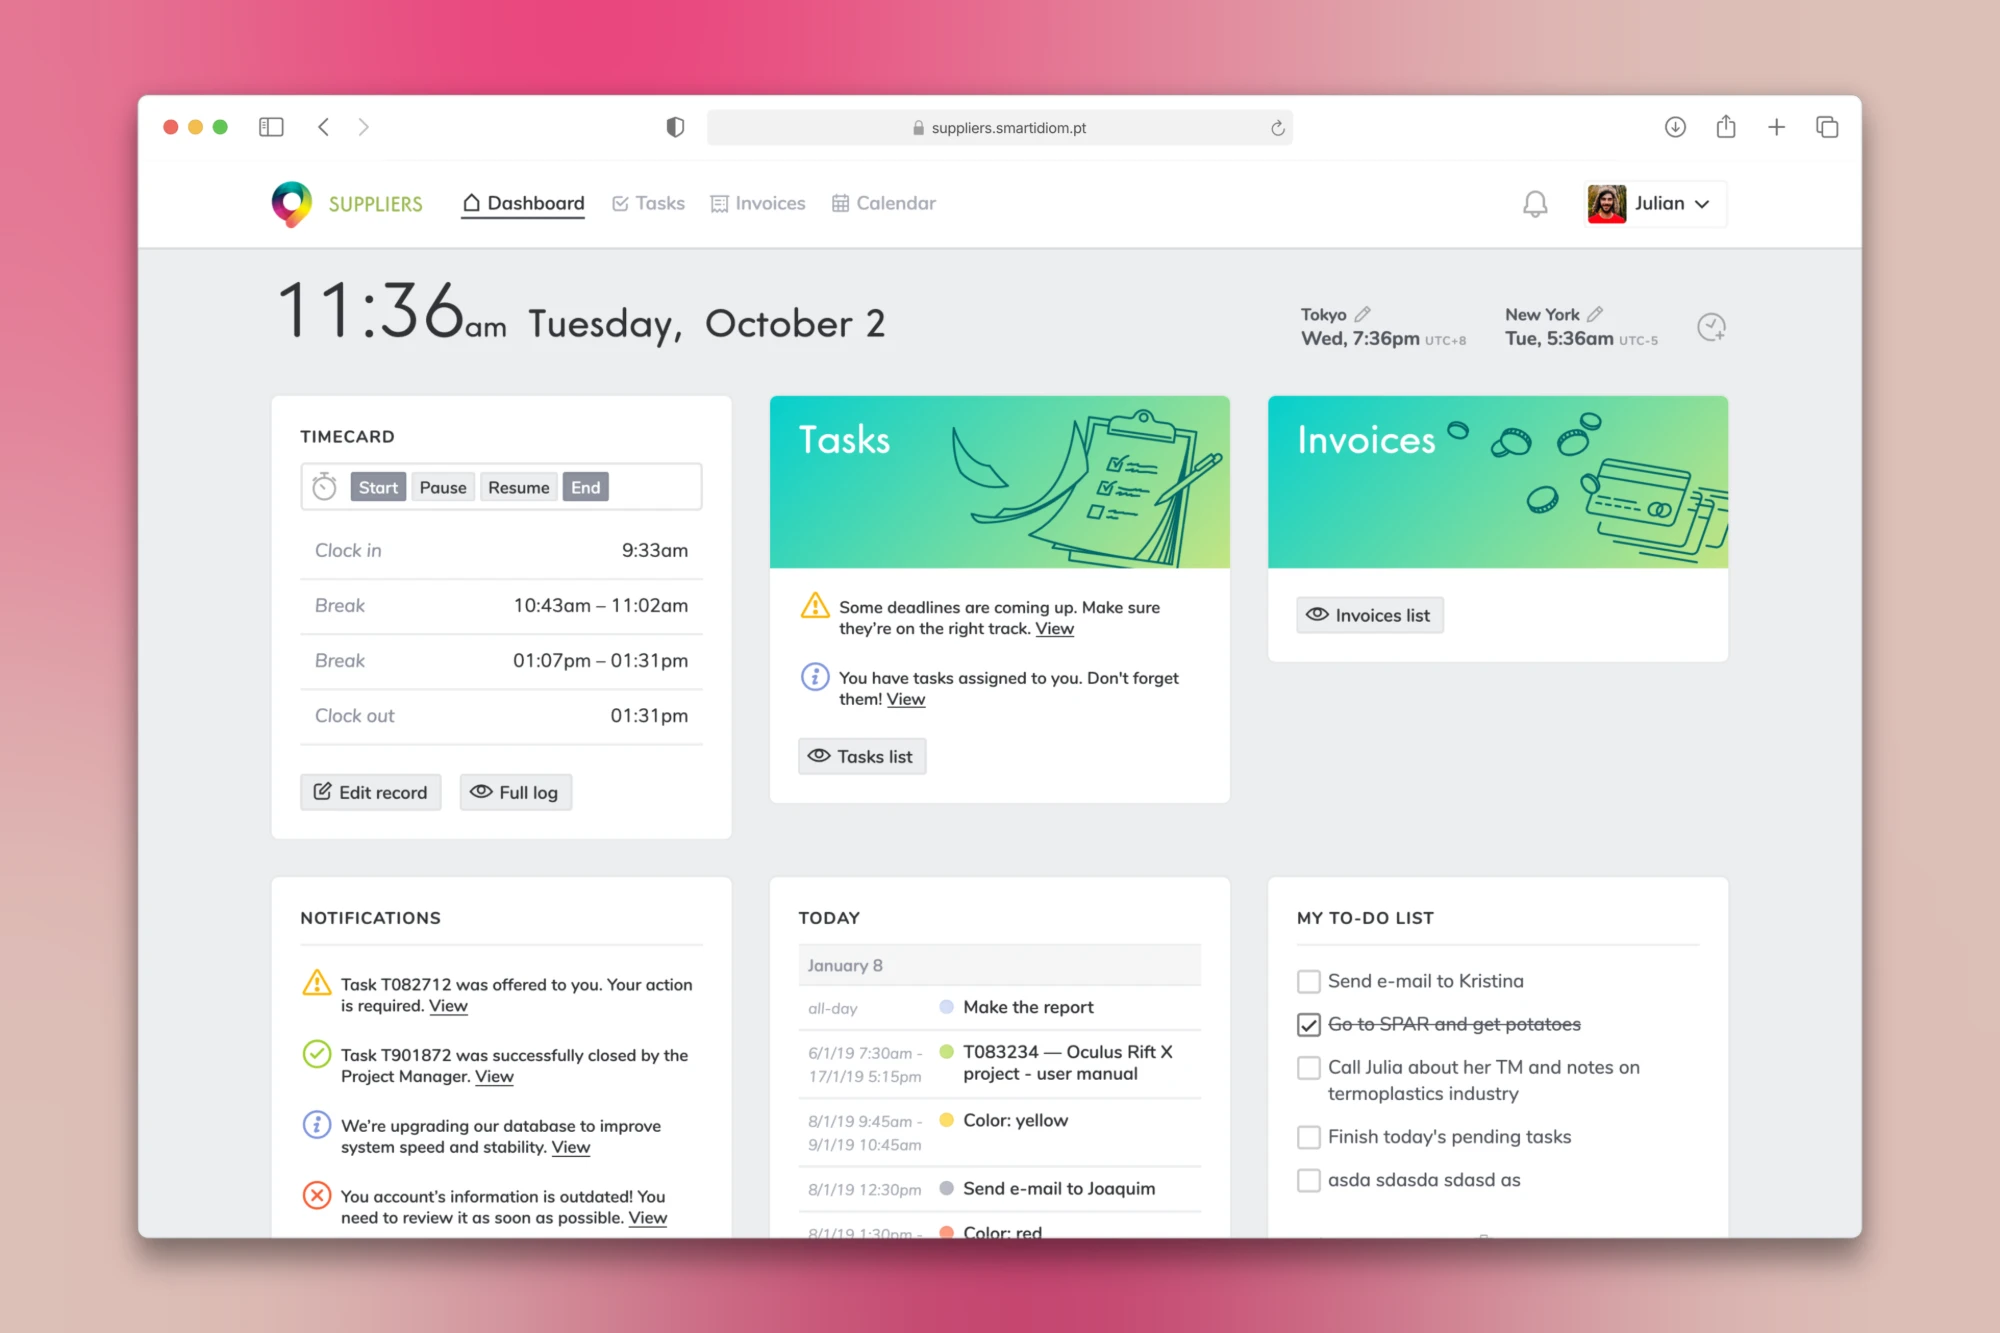 suppliers.smartidiom.pt
SUPPLIERS
Dashboard
Tasks
Invoices
Calendar
Julian
11:36am Tuesday, October 2
Tokyo
Wed, 7:36pm UTC+8
New York
Tue, 5:36am UTC-5
TIMECARD
Start
Pause
Resume
End
Clock in 9:33am
Break 10:43am – 11:02am
Break 01:07pm – 01:31pm
Clock out 01:31pm
Edit record
Full log
Tasks
Some deadlines are coming up. Make sure
they’re on the right track. View
You have tasks assigned to you. Don't forget
them! View
Tasks list
Invoices
Invoices list
NOTIFICATIONS
Task T082712 was offered to you. Your action
is required. View
Task T901872 was successfully closed by the
Project Manager. View
We’re upgrading our database to improve
system speed and stability. View
You account’s information is outdated! You
need to review it as soon as possible. View
TODAY
January 8
all-day Make the report
6/1/19 7:30am - T083234 — Oculus Rift X
17/1/19 5:15pm project - user manual
8/1/19 9:45am - Color: yellow
9/1/19 10:45am
8/1/19 12:30pm Send e-mail to Joaquim
8/1/19 1:30pm - Color: red
MY TO-DO LIST
Send e-mail to Kristina
Go to SPAR and get potatoes
Call Julia about her TM and notes on
termoplastics industry
Finish today's pending tasks
asda sdasda sdasd as